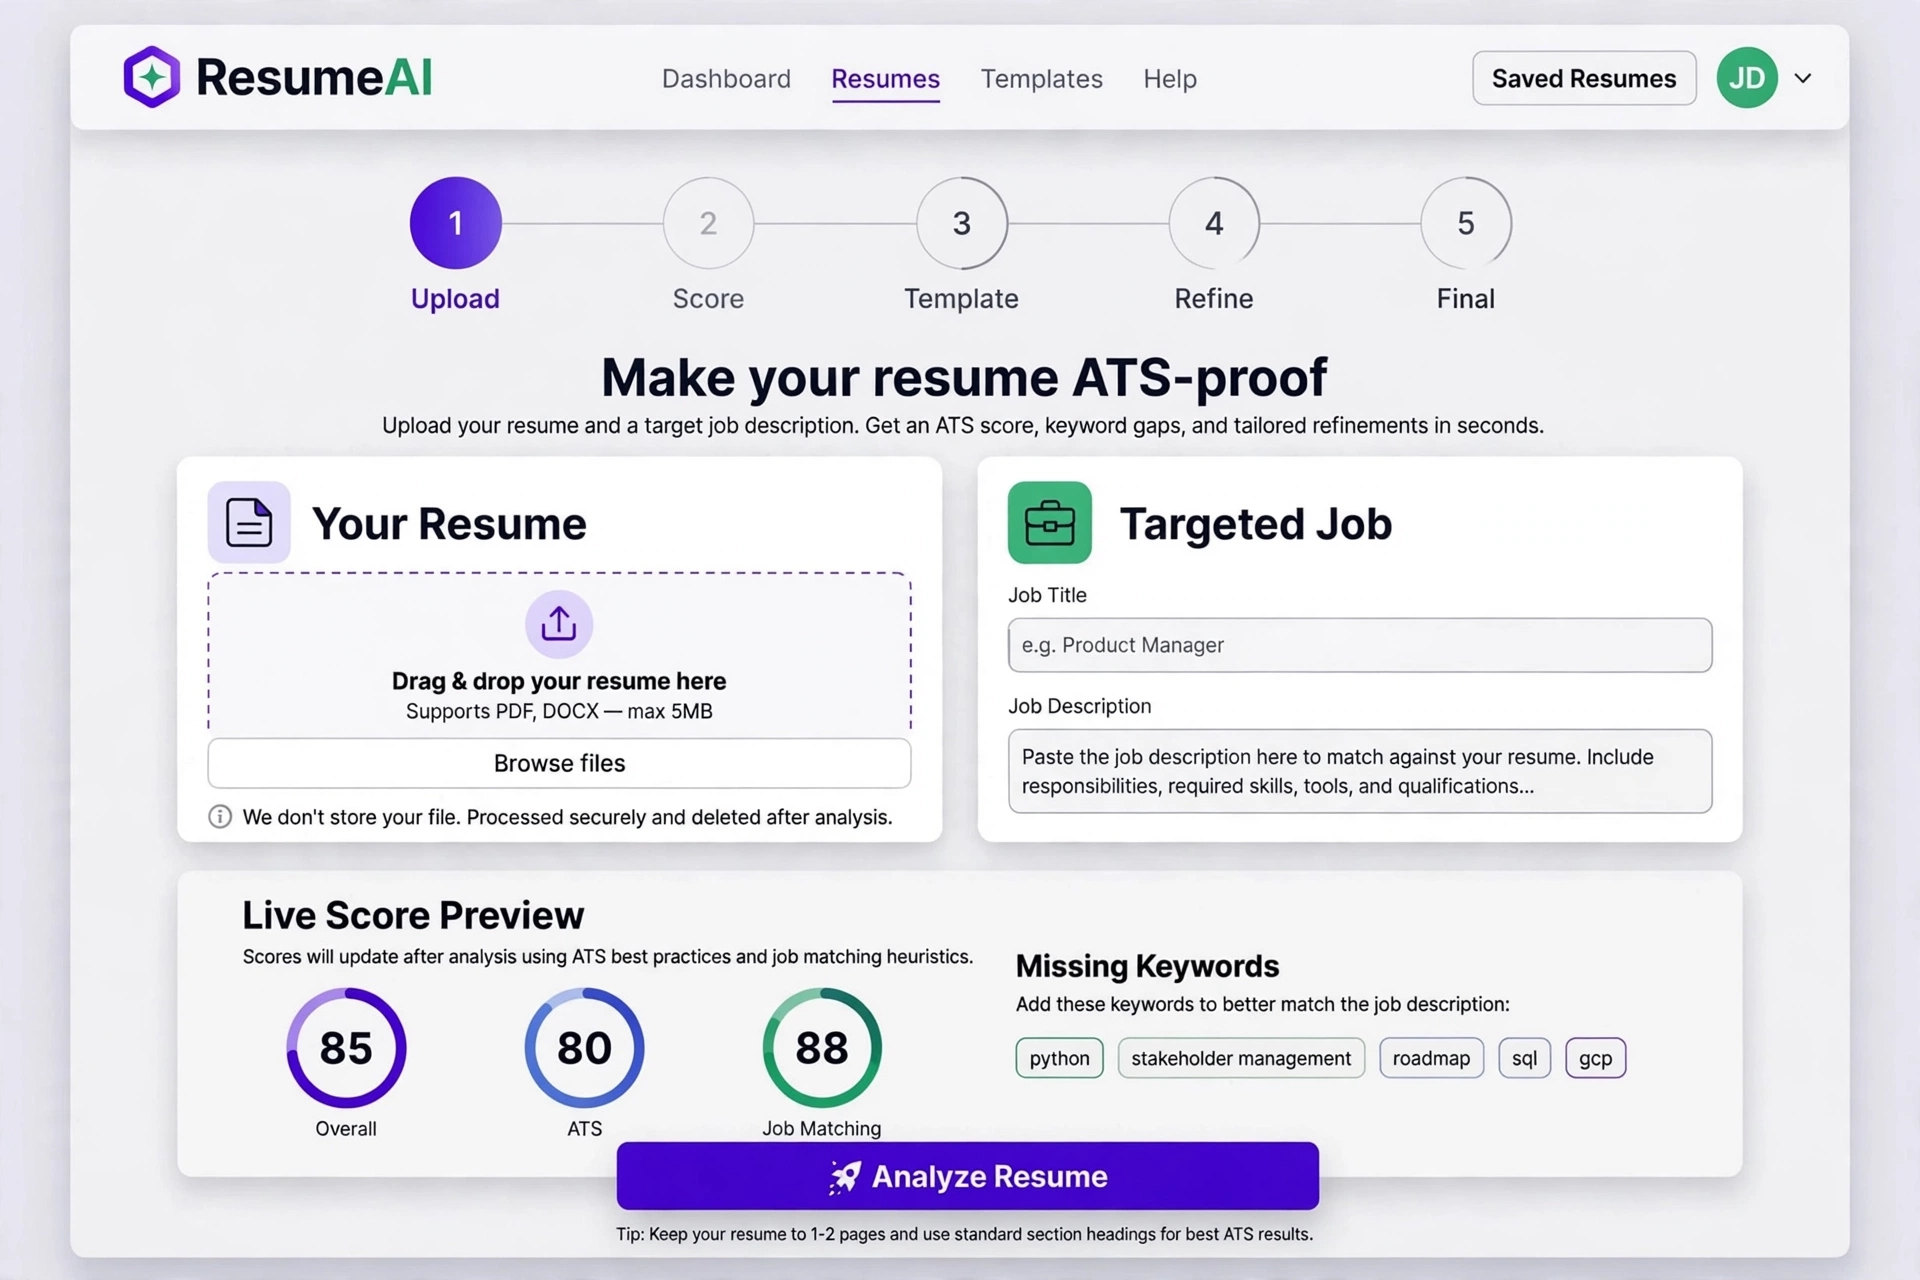 ResumeAI
Dashboard
Resumes
Templates
Help
Saved Resumes
JD
1
2
3
4
5
Upload
Score
Template
Refine
Final
Make your resume ATS-proof
Upload your resume and a target job description. Get an ATS score, keyword gaps, and tailored refinements in seconds.
Your Resume
Drag & drop your resume here
Supports PDF, DOCX — max 5MB
Browse files
We don't store your file. Processed securely and deleted after analysis.
Targeted Job
Job Title
e.g. Product Manager
Job Description
Paste the job description here to match against your resume. Include
responsibilities, required skills, tools, and qualifications...
Live Score Preview
Scores will update after analysis using ATS best practices and job matching heuristics.
85
80
88
Overall
ATS
Job Matching
Missing Keywords
Add these keywords to better match the job description:
python
stakeholder management
roadmap
sql
gcp
Analyze Resume
Tip: Keep your resume to 1-2 pages and use standard section headings for best ATS results.